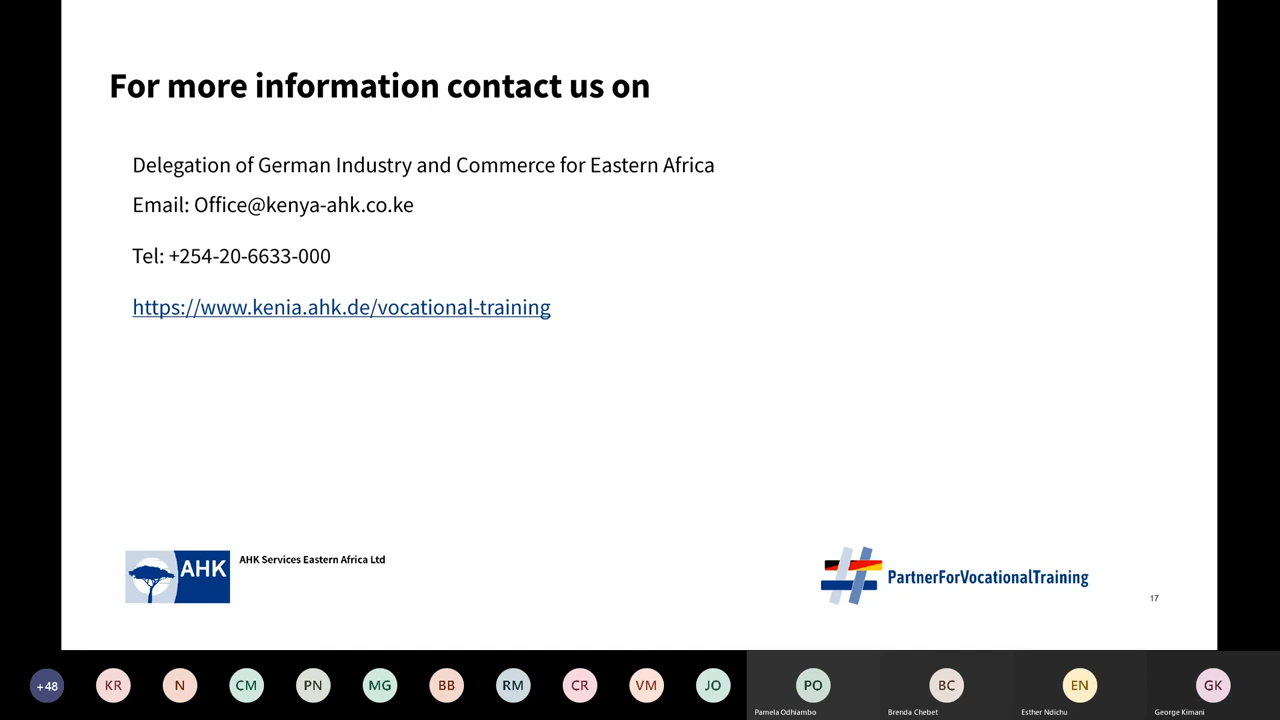 For more information contact us on
Delegation of German Industry and Commerce for Eastern Africa
Email: Office@kenya-ahk.co.ke
Tel: +254-20-6633-000
https://www.kenia.ahk.de/vocational-training
AHK
AHK Services Eastern Africa Ltd
PartnerForVocationalTraining
17
+48
KR
N
CM
PN
MG
BB
RM
CR
VM
JO
PO
BC
EN
GK
Pamela Odhiambo
Brenda Chebet
Esther Ndichu
George Kimani